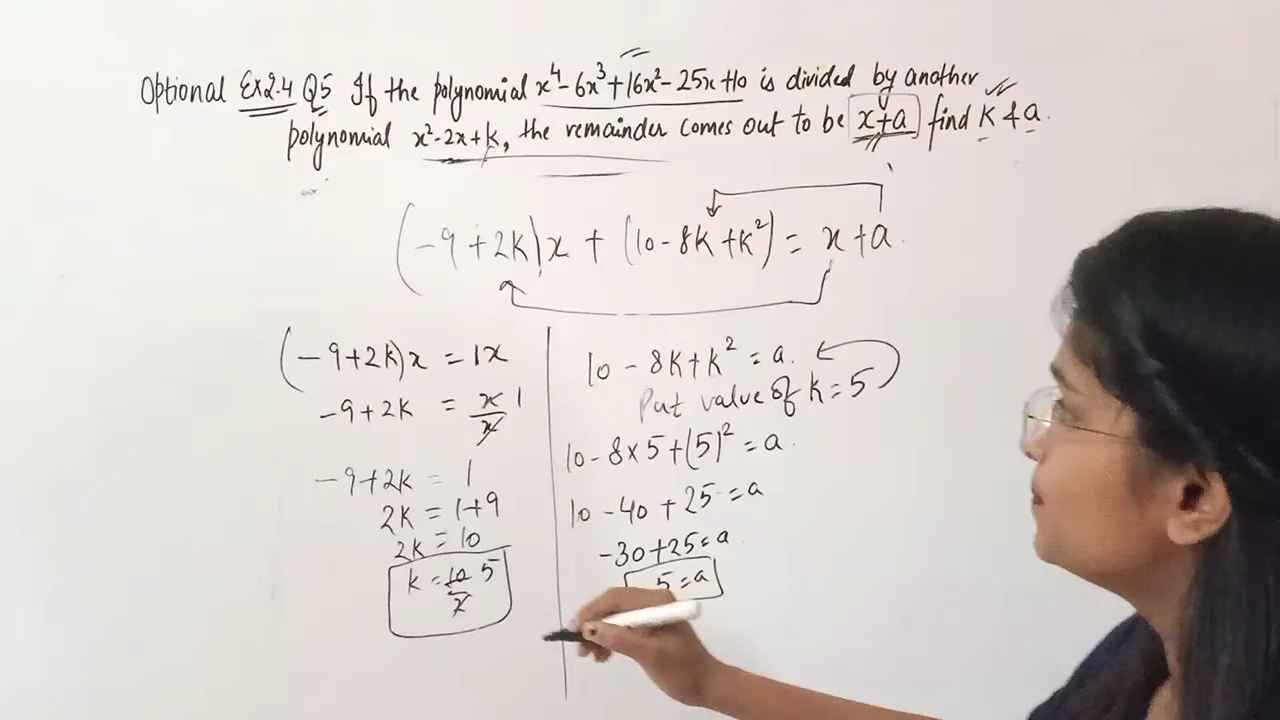 Optional Ex2.4 Q5 If the polynomial x⁴-6x³+16x²-25x+10 is divided by another
polynomial x²-2x+k, the remainder comes out to be x+a find k & a.
(-9+2k)x + (10-8k+k²) = x+a
(-9+2k)x = 1x
-9+2k = x/x 1
-9+2k = 1
2k = 1+9
2k = 10
k = 10/2 5
10-8k+k² = a.
Put value of k=5
10-8×5+(5)² = a.
10-40+25 = a
-30+25 = a
5 = a